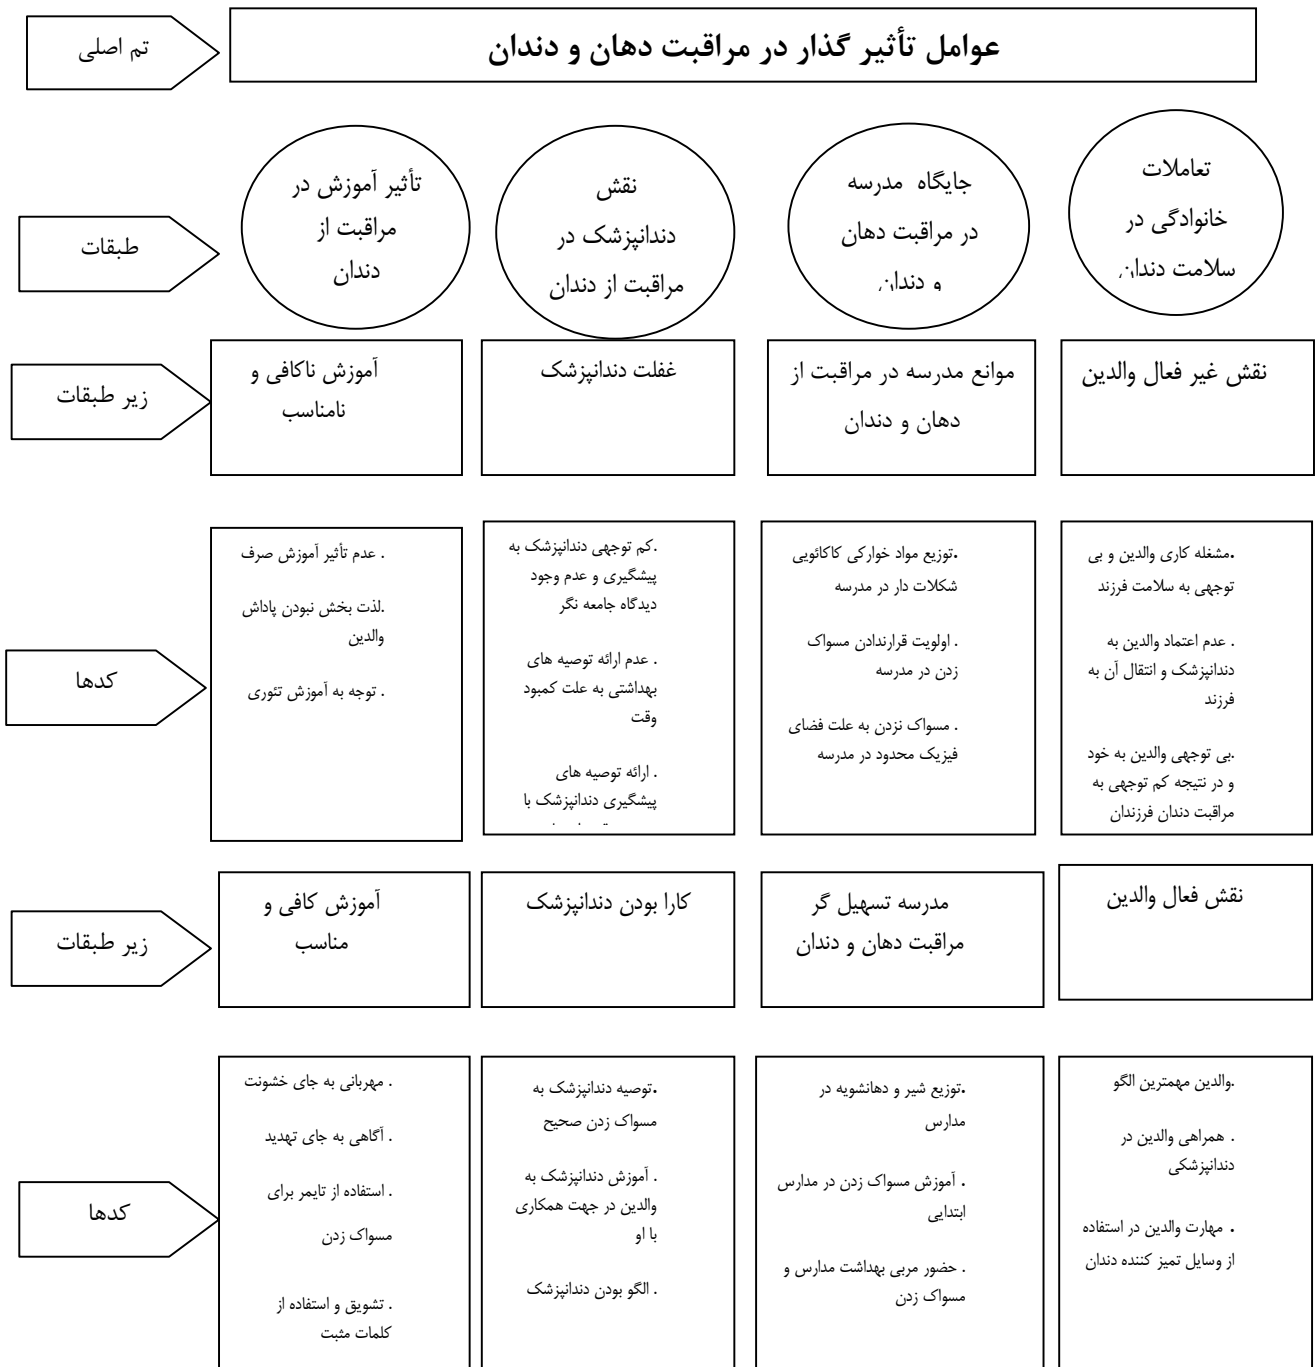 تم اصلی
عوامل تأثیر گذار در مراقبت دهان و دندان
طبقات
تعاملات
خانوادگی در
سلامت دندان
جایگاه مدرسه
در مراقبت دهان
و دندان
نقش
دندانپزشک در
مراقبت از دندان
تأثیر آموزش در
مراقبت از
دندان
زیر طبقات
نقش غیر فعال والدین
موانع مدرسه در مراقبت از
دهان و دندان
غفلت دندانپزشک
آموزش ناکافی و
نامناسب
کدها
.مشغله کاری والدین و بی
توجهی به سلامت فرزند
. عدم اعتماد والدین به
دندانپزشک و انتقال آن به
فرزند
.بی توجهی والدین به خود
و در نتیجه کم توجهی به
مراقبت دندان فرزندان
.توزیع مواد خوارکی کاکائویی
شکلات دار در مدرسه
. اولویت قرارندادن مسواک
زدن در مدرسه
. مسواک نزدن به علت فضای
فیزیک محدود در مدرسه
.کم توجهی دندانپزشک به
پیشگیری و عدم وجود
دیدگاه جامعه نگر
. عدم ارائه توصیه های
بهداشتی به علت کمبود
وقت
. ارائه توصیه های
پیشگیری دندانپزشک با
. عدم تأثیر آموزش صرف
.لذت بخش نبودن پاداش
والدین
. توجه به آموزش تئوری
زیر طبقات
نقش فعال والدین
مدرسه تسهیل گر
مراقبت دهان و دندان
کارا بودن دندانپزشک
آموزش کافی و
مناسب
کدها
.والدین مهمترین الگو
. همراهی والدین در
دندانپزشکی
. مهارت والدین در استفاده
از وسایل تمیز کننده دندان
.توزیع شیر و دهانشویه در
مدارس
. آموزش مسواک زدن در مدارس
ابتدایی
. حضور مربی بهداشت مدارس و
مسواک زدن
.توصیه دندانپزشک به
مسواک زدن صحیح
. آموزش دندانپزشک به
والدین در جهت همکاری
با او
. الگو بودن دندانپزشک
. مهربانی به جای خشونت
. آگاهی به جای تهدید
. استفاده از تایمر برای
مسواک زدن
. تشویق و استفاده از
کلمات مثبت